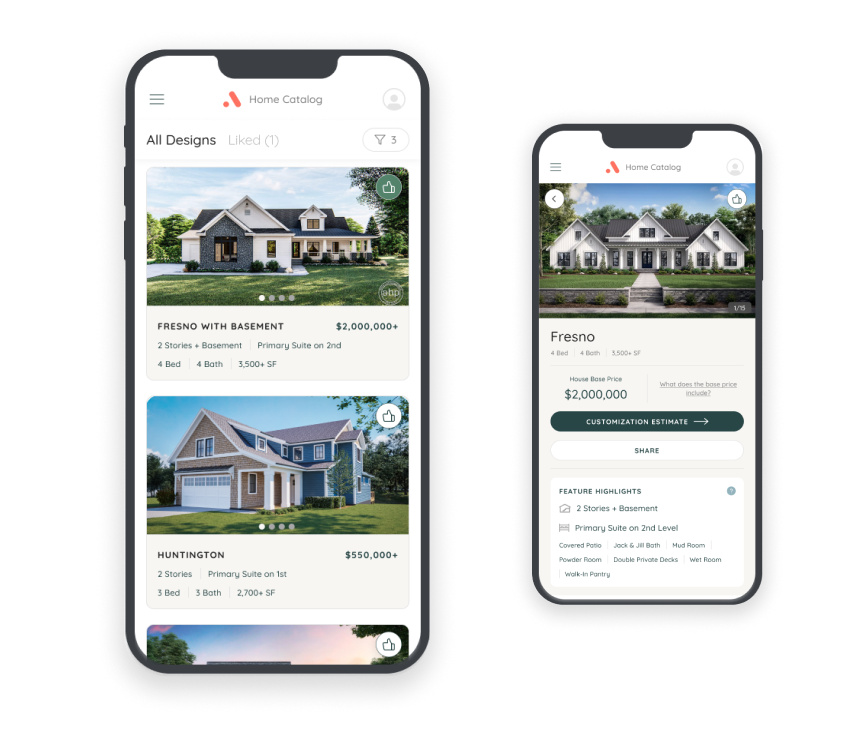 Home Catalog
All Designs Liked (1) 3
abp
FRESNO WITH BASEMENT $2,000,000+
2 Stories + Basement Primary Suite on 2nd
4 Bed 4 Bath 3,500+ SF
HUNTINGTON $550,000+
2 Stories Primary Suite on 1st
3 Bed 3 Bath 2,700+ SF
Home Catalog
1/15
Fresno
4 Bed 4 Bath 3,500+ SF
House Base Price
$2,000,000
What does the base price
include?
CUSTOMIZATION ESTIMATE
SHARE
FEATURE HIGHLIGHTS ?
2 Stories + Basement
Primary Suite on 2nd Level
Covered Patio Jack & Jill Bath Mud Room
Powder Room Double Private Decks Wet Room
Walk-In Pantry